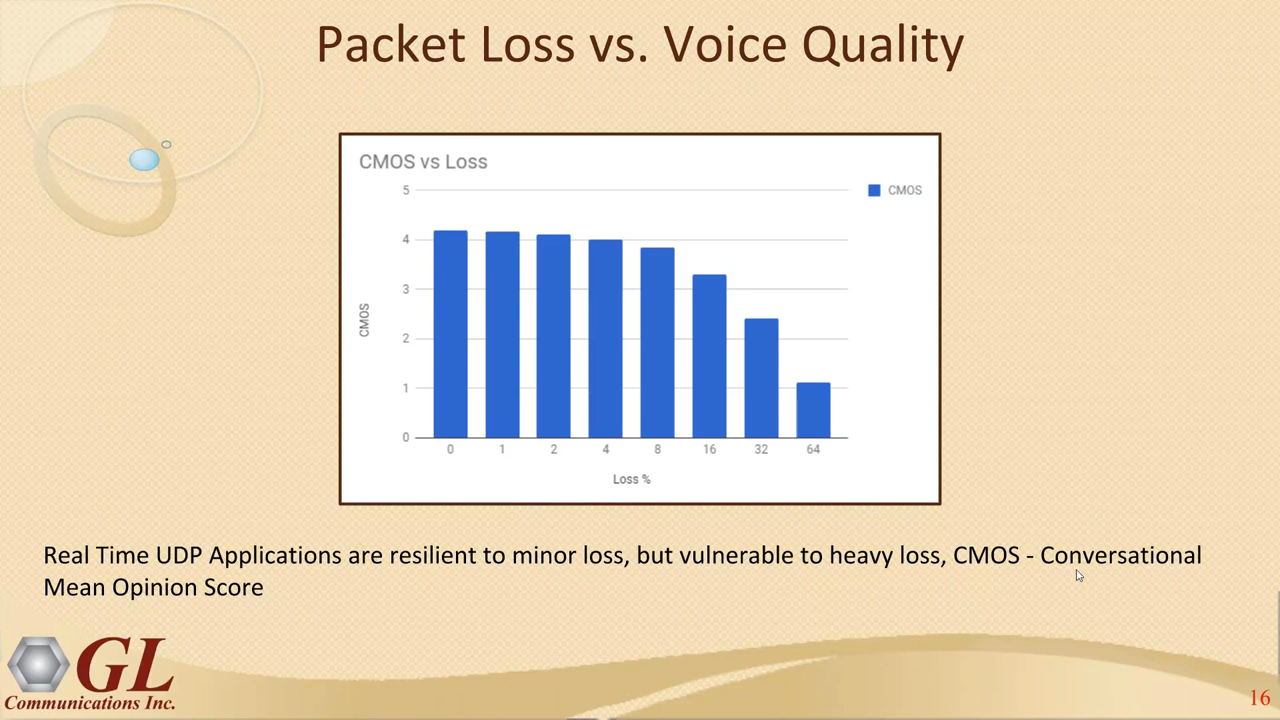 Packet Loss vs. Voice Quality
CMOS vs Loss
CMOS
5
4
3
2
1
0
CMOS
0 1 2 4 8 16 32 64
Loss %
Real Time UDP Applications are resilient to minor loss, but vulnerable to heavy loss, CMOS - Conversational
Mean Opinion Score
GL
Communications Inc.
16